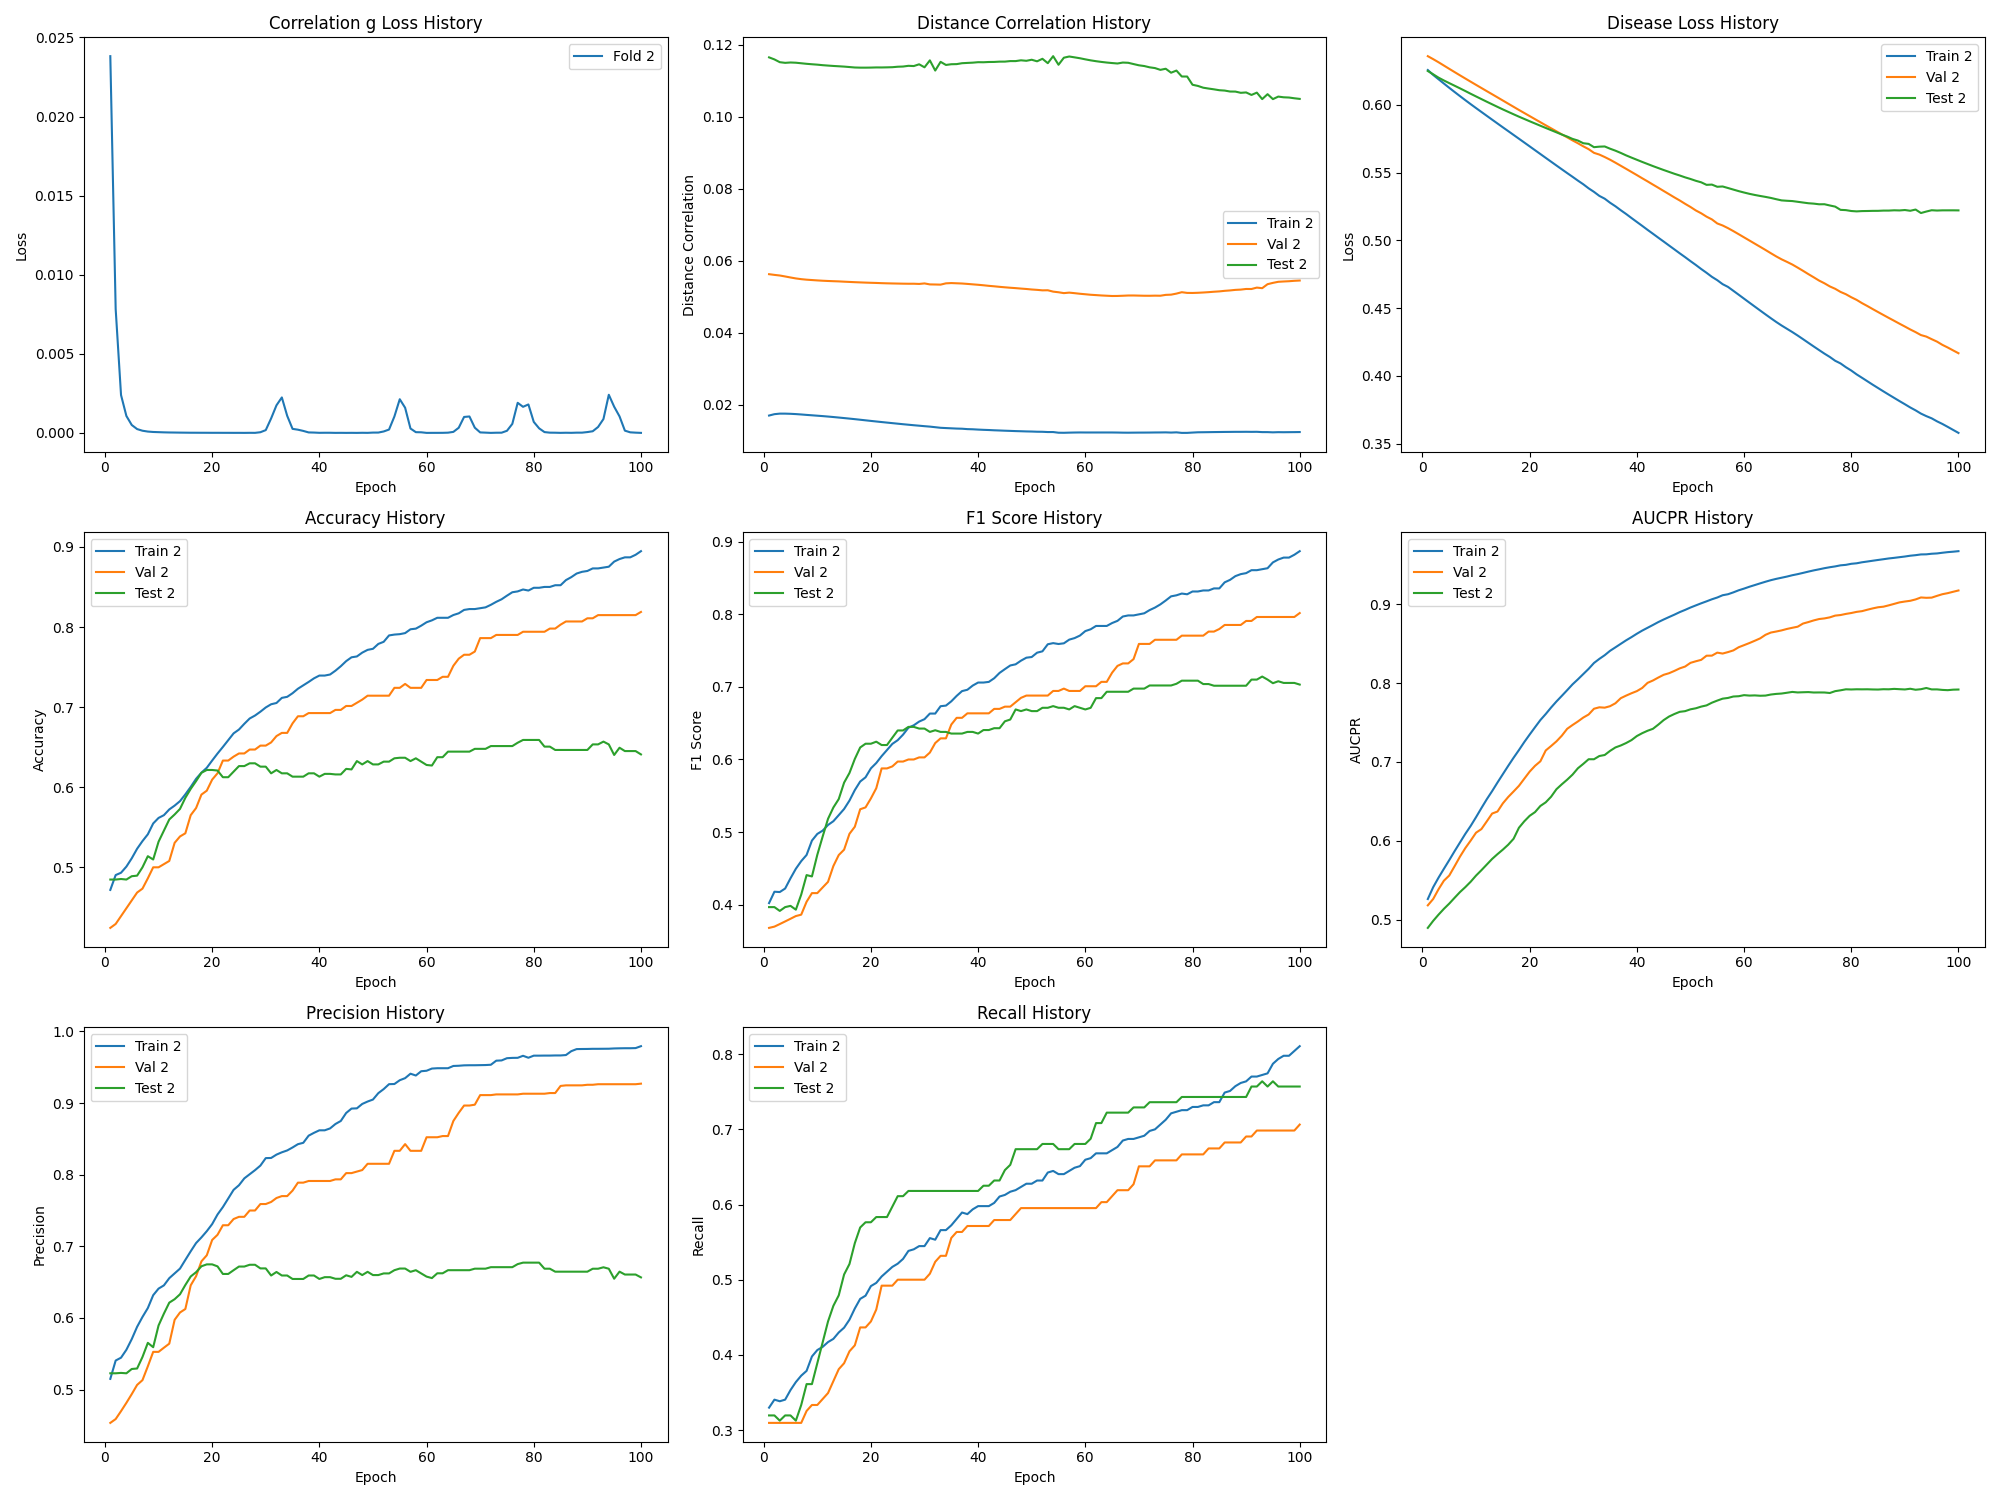 Correlation g Loss History
Loss
0.025
0.020
0.015
0.010
0.005
0.000
Fold 2
0 20 40 60 80 100
Epoch
Distance Correlation History
Distance Correlation
0.12
0.10
0.08
0.06
0.04
0.02
Train 2
Val 2
Test 2
0 20 40 60 80 100
Epoch
Disease Loss History
Loss
0.60
0.55
0.50
0.45
0.40
0.35
Train 2
Val 2
Test 2
0 20 40 60 80 100
Epoch
Accuracy History
Accuracy
0.9
0.8
0.7
0.6
0.5
Train 2
Val 2
Test 2
0 20 40 60 80 100
Epoch
F1 Score History
F1 Score
0.9
0.8
0.7
0.6
0.5
0.4
Train 2
Val 2
Test 2
0 20 40 60 80 100
Epoch
AUCPR History
AUCPR
0.9
0.8
0.7
0.6
0.5
Train 2
Val 2
Test 2
0 20 40 60 80 100
Epoch
Precision History
Precision
1.0
0.9
0.8
0.7
0.6
0.5
Train 2
Val 2
Test 2
0 20 40 60 80 100
Epoch
Recall History
Recall
0.8
0.7
0.6
0.5
0.4
0.3
Train 2
Val 2
Test 2
0 20 40 60 80 100
Epoch